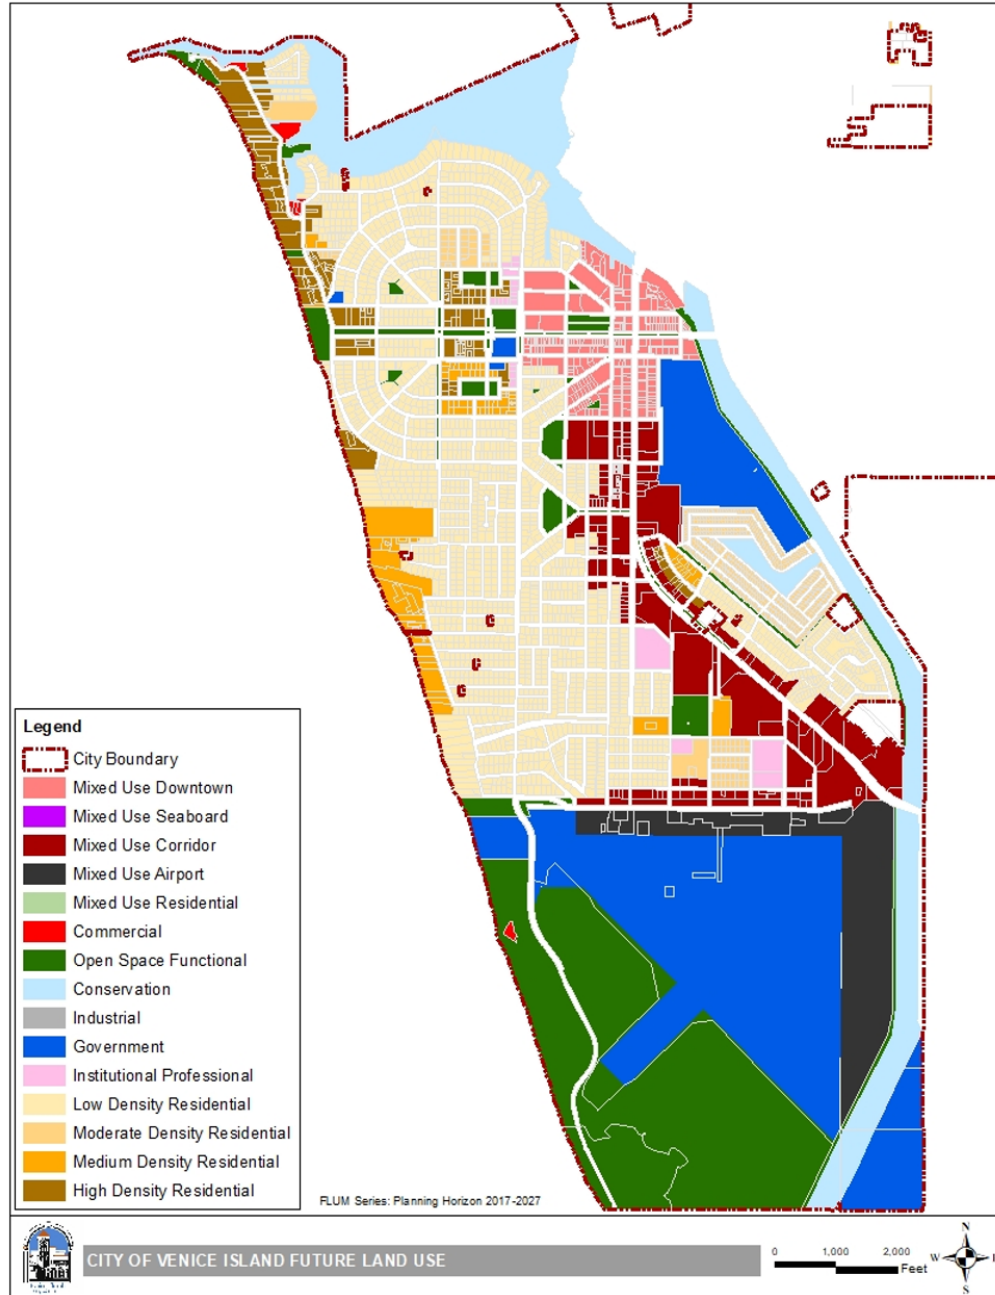 Legend
City Boundary
Mixed Use Downtown
Mixed Use Seaboard
Mixed Use Corridor
Mixed Use Airport
Mixed Use Residential
Commercial
Open Space Functional
Conservation
Industrial
Government
Institutional Professional
Low Density Residential
Moderate Density Residential
Medium Density Residential
High Density Residential
FLUM Series: Planning Horizon 2017-2027
CITY OF VENICE ISLAND FUTURE LAND USE
0 1,000 2,000
Feet
N
W
S